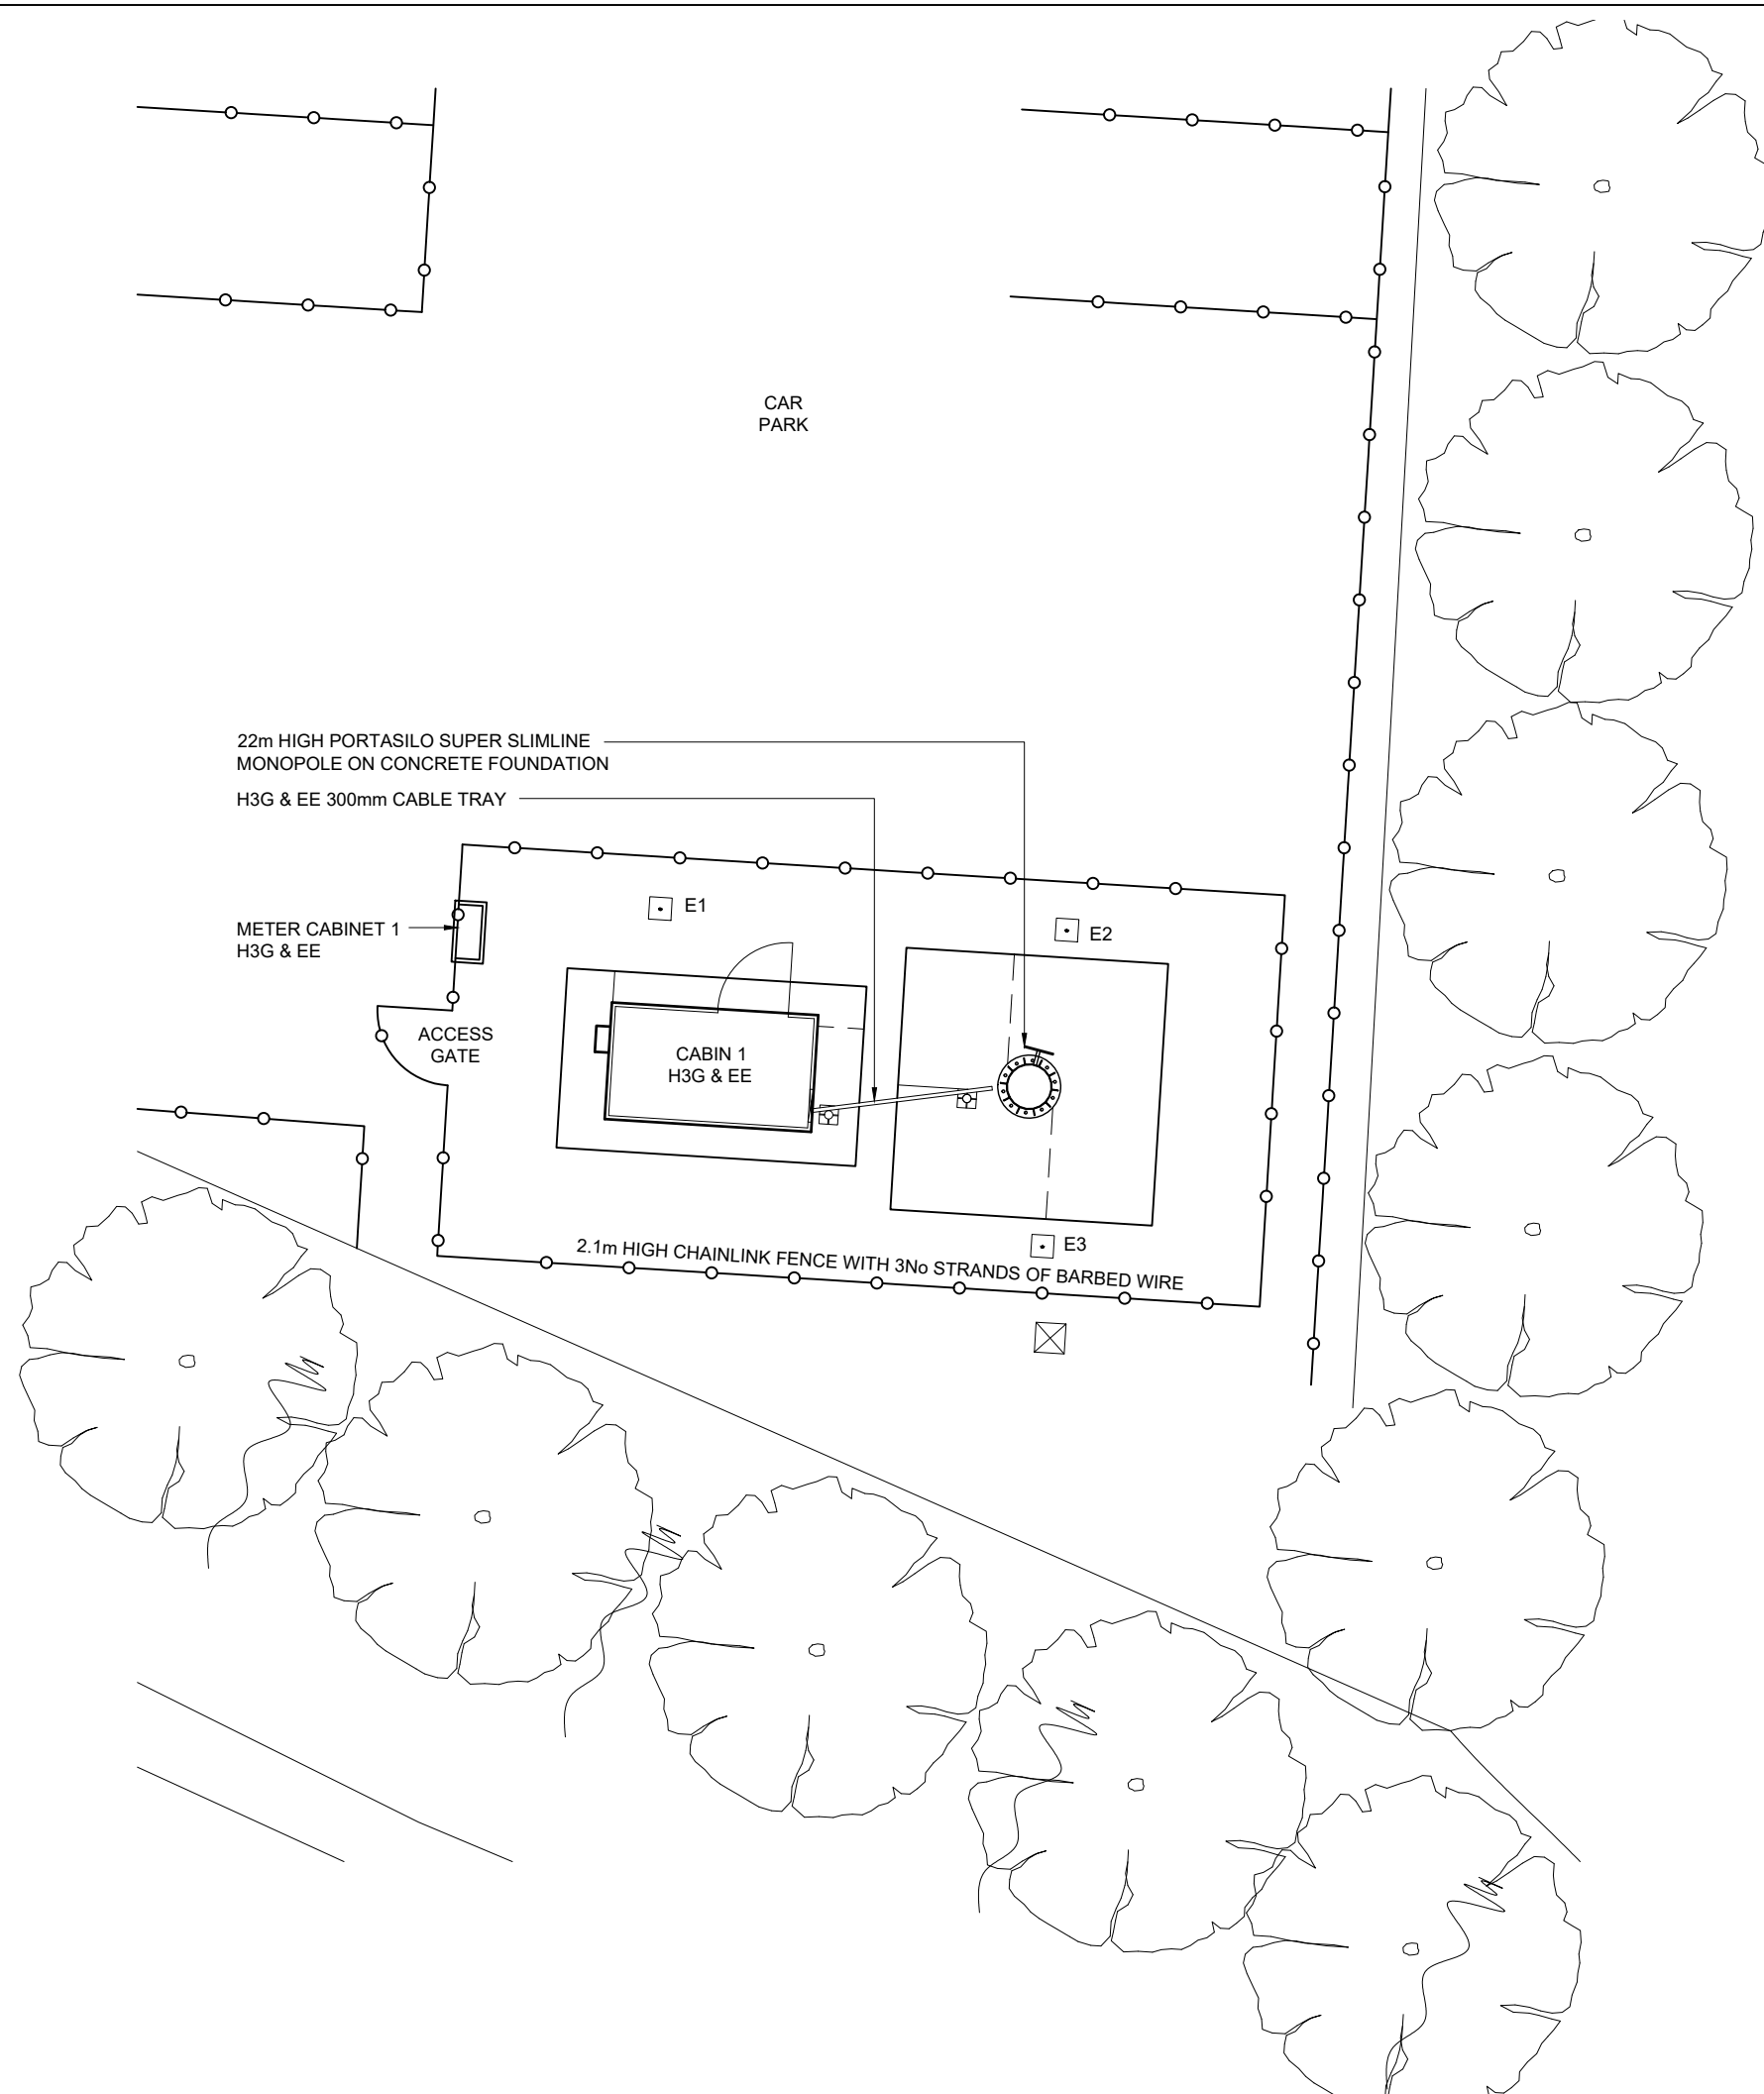 CAR
PARK
22m HIGH PORTASILO SUPER SLIMLINE
MONOPOLE ON CONCRETE FOUNDATION
H3G & EE 300mm CABLE TRAY
METER CABINET 1
H3G & EE
E1
E2
ACCESS
GATE
CABIN 1
H3G & EE
E3
2.1m HIGH CHAINLINK FENCE WITH 3No STRANDS OF BARBED WIRE